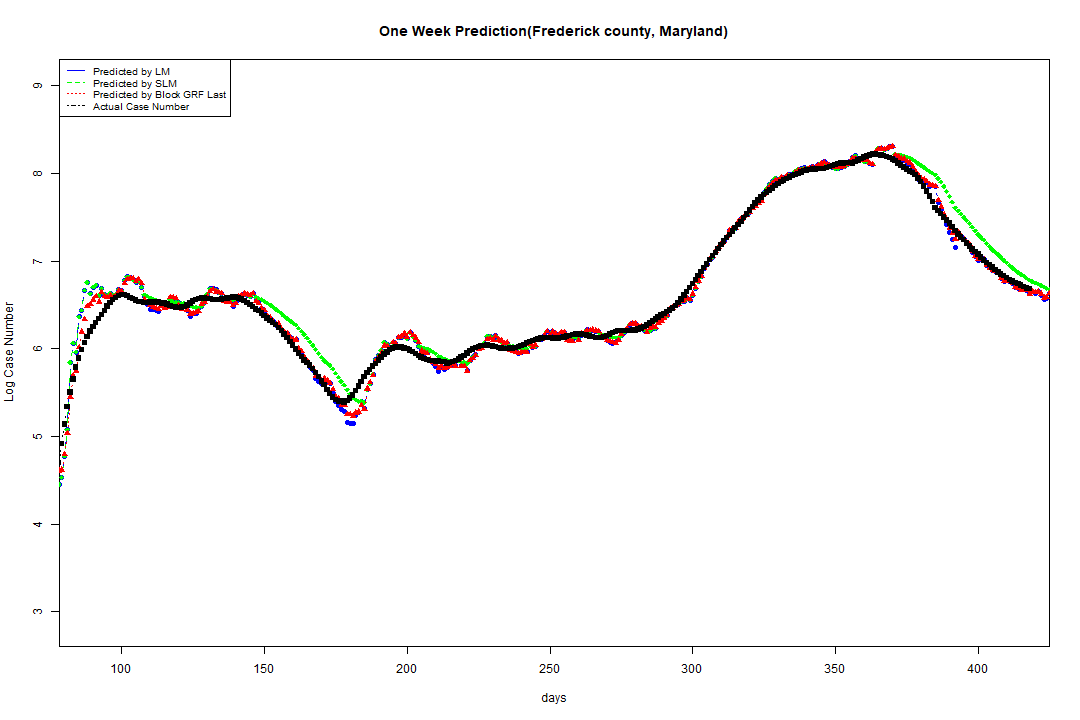 One Week Prediction(Frederick county, Maryland)
Predicted by LM
Predicted by SLM
Predicted by Block GRF Last
Actual Case Number
Log Case Number
9
8
7
6
5
4
3
100 150 200 250 300 350 400
days